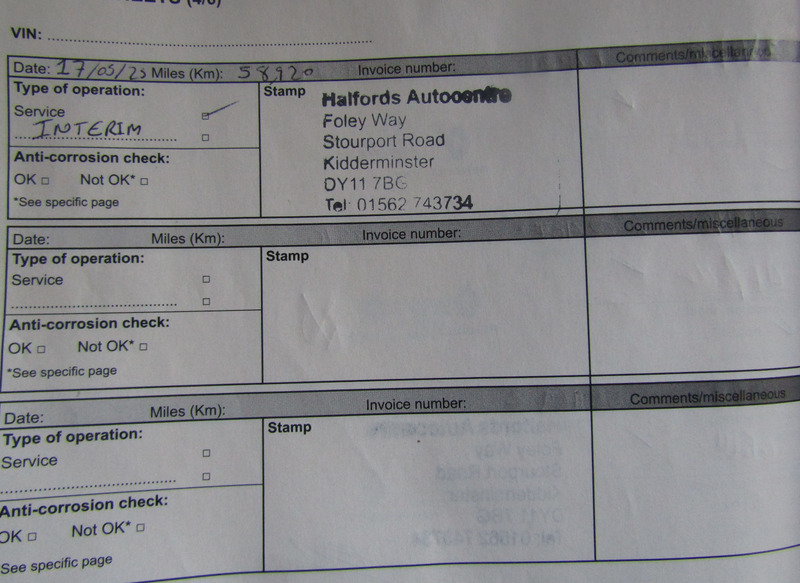 VIN:
Date: 17/05/23 Miles (Km): 58,920 Invoice number: Comments/miscellaneous
Type of operation: Stamp
Service
INTERIM
Anti-corrosion check:
OK □ Not OK* □
*See specific page
Halfords Autocentre
Foley Way
Stourport Road
Kidderminster
DY11 7BG
Tel: 01562 743734
Date: Miles (Km): Invoice number: Comments/miscellaneous
Type of operation: Stamp
Service □
□
Anti-corrosion check:
OK □ Not OK* □
*See specific page
Date: Miles (Km): Invoice number: Comments/miscellaneous
Type of operation: Stamp
Service □
□
Anti-corrosion check:
OK □ Not OK* □
*See specific page